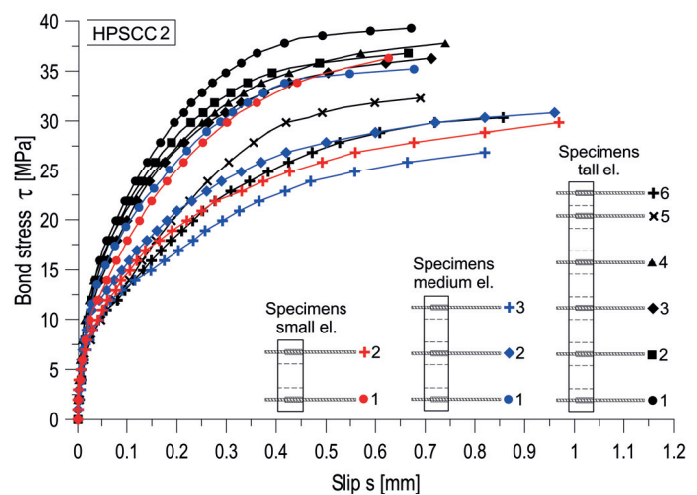 HPSCC 2
Bond stress τ [MPa]
40
35
30
25
20
15
10
5
0
Specimens
tall el.
6
5
4
3
2
1
Specimens
medium el.
3
2
1
Specimens
small el.
2
1
0 0.1 0.2 0.3 0.4 0.5 0.6 0.7 0.8 0.9 1 1.1 1.2
Slip s [mm]